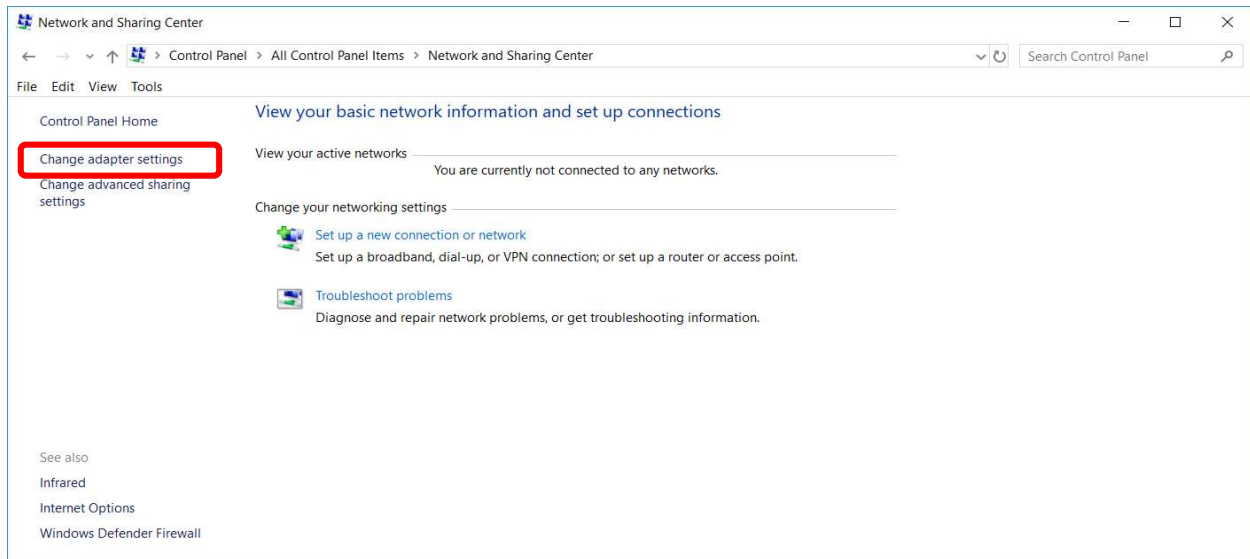 Network and Sharing Center
Control Panel > All Control Panel Items > Network and Sharing Center
Search Control Panel
File Edit View Tools
Control Panel Home
Change adapter settings
Change advanced sharing
settings
View your basic network information and set up connections
View your active networks
You are currently not connected to any networks.
Change your networking settings
Set up a new connection or network
Set up a broadband, dial-up, or VPN connection; or set up a router or access point.
Troubleshoot problems
Diagnose and repair network problems, or get troubleshooting information.
See also
Infrared
Internet Options
Windows Defender Firewall